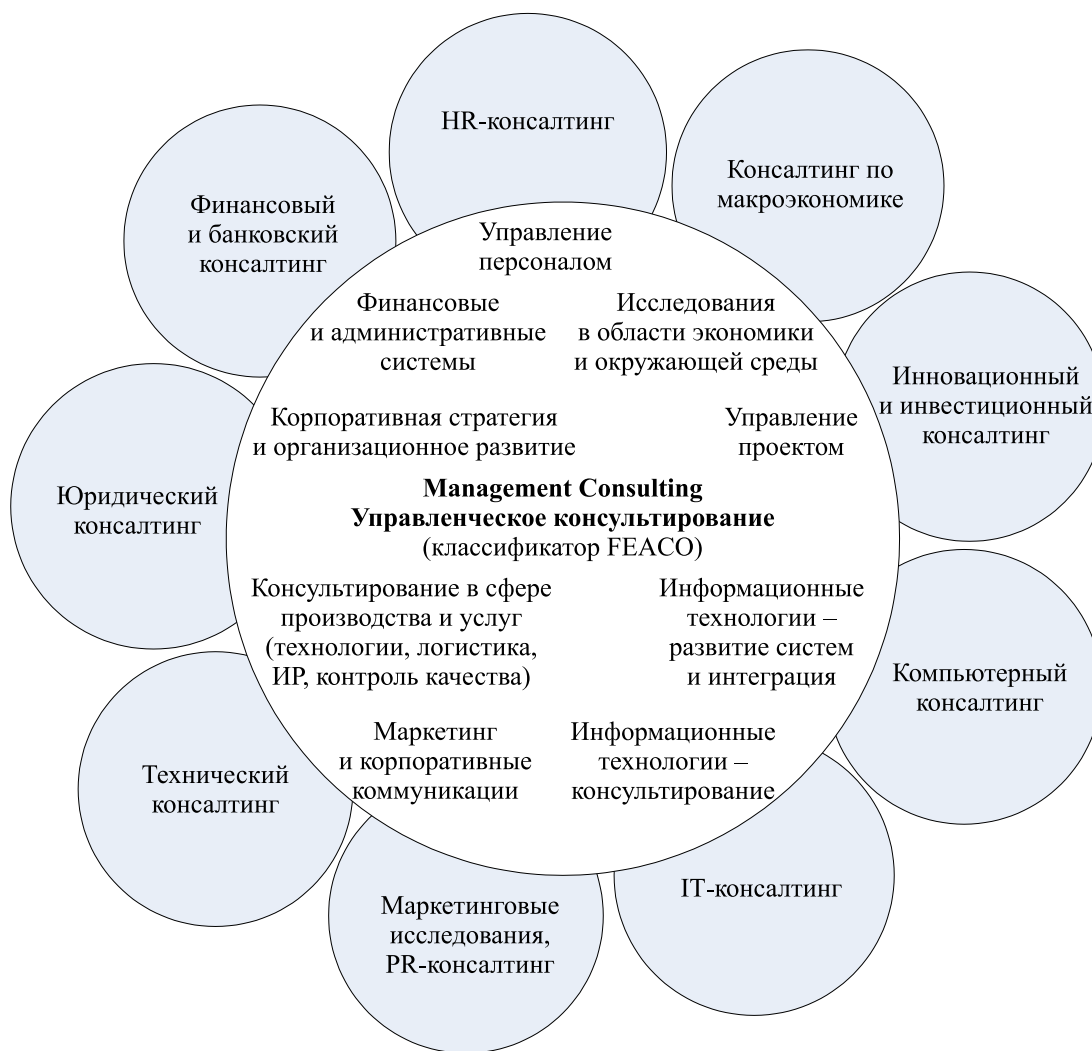 HR-консалтинг
Консалтинг по
макроэкономике
Финансовый
и банковский
консалтинг
Управление
персоналом
Финансовые
и административные
системы
Исследования
в области экономики
и окружающей среды
Инновационный
и инвестиционный
консалтинг
Корпоративная стратегия
и организационное развитие
Управление
проектом
Юридический
консалтинг
Management Consulting
Управленческое консультирование
(классификатор FEACO)
Консультирование в сфере
производства и услуг
(технологии, логистика,
ИР, контроль качества)
Информационные
технологии –
развитие систем
и интеграция
Компьютерный
консалтинг
Маркетинг
и корпоративные
коммуникации
Информационные
технологии –
консультирование
Технический
консалтинг
IT-консалтинг
Маркетинговые
исследования,
PR-консалтинг